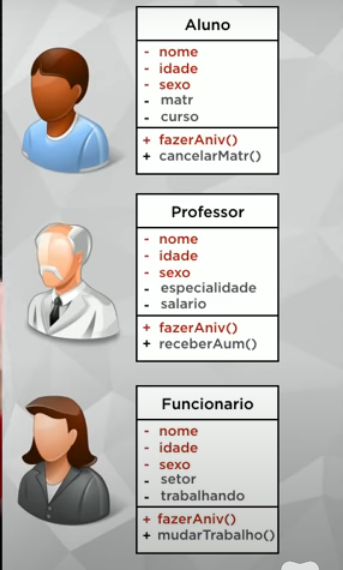 Aluno
- nome
- idade
- sexo
- matr
- curso
+ fazerAniv()
+ cancelarMatr()
Professor
- nome
- idade
- sexo
- especialidade
- salario
+ fazerAniv()
+ receberAum()
Funcionario
- nome
- idade
- sexo
- setor
- trabalhando
+ fazerAniv()
+ mudarTrabalho()